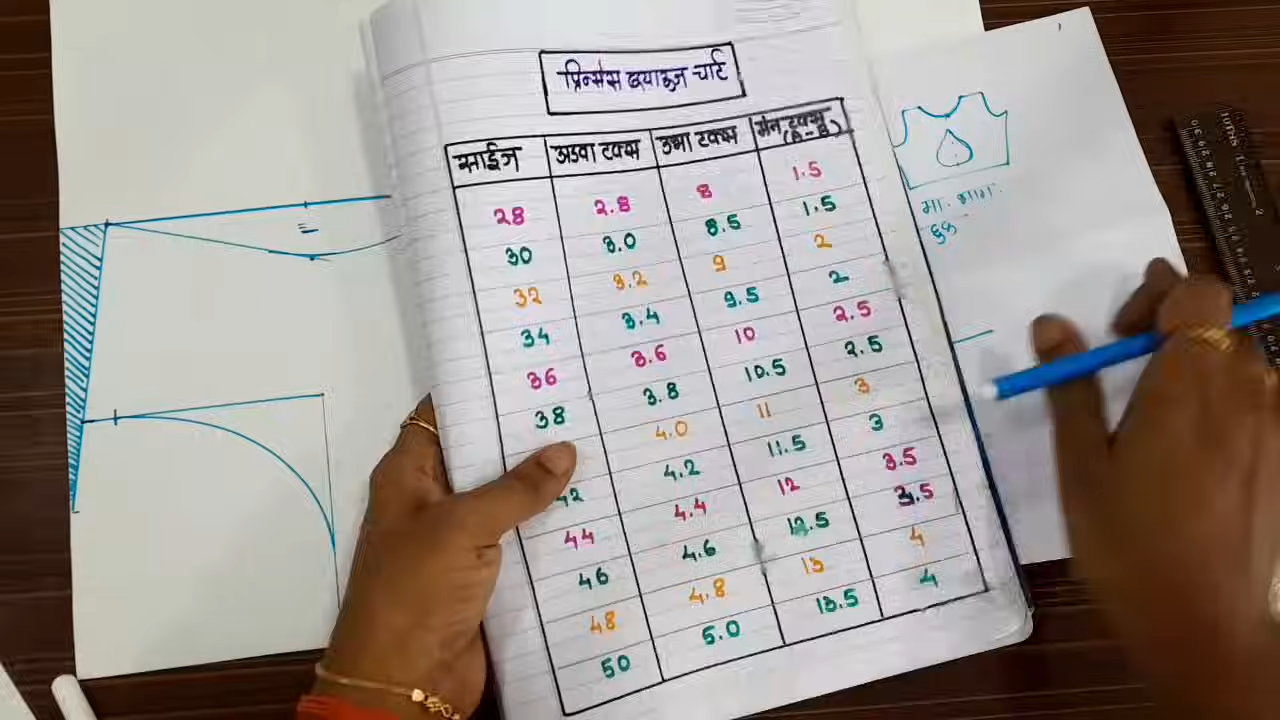 प्रिन्सेस ब्लाऊज चार्ट
साईज आडवा टक्स उभा टक्स मेन टक्स (A-B)
28 2.8 8 1.5
30 3.0 8.5 1.5
32 3.2 9 2
34 3.4 9.5 2
36 3.6 10 2.5
38 3.8 10.5 2.5
4.0 11 3
42 4.2 11.5 3
44 4.4 12 3.5
46 4.6 12.5 3.5
48 4.8 13 4
50 5.0 13.5 4
मा. भाग.